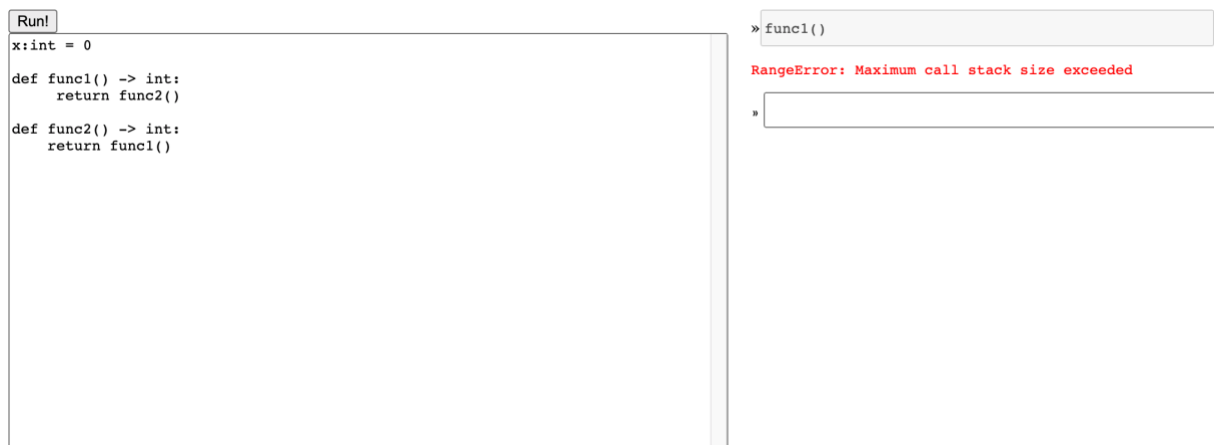 Run!
x:int = 0
def func1() -> int:
return func2()
def func2() -> int:
return func1()
» func1()
RangeError: Maximum call stack size exceeded
»